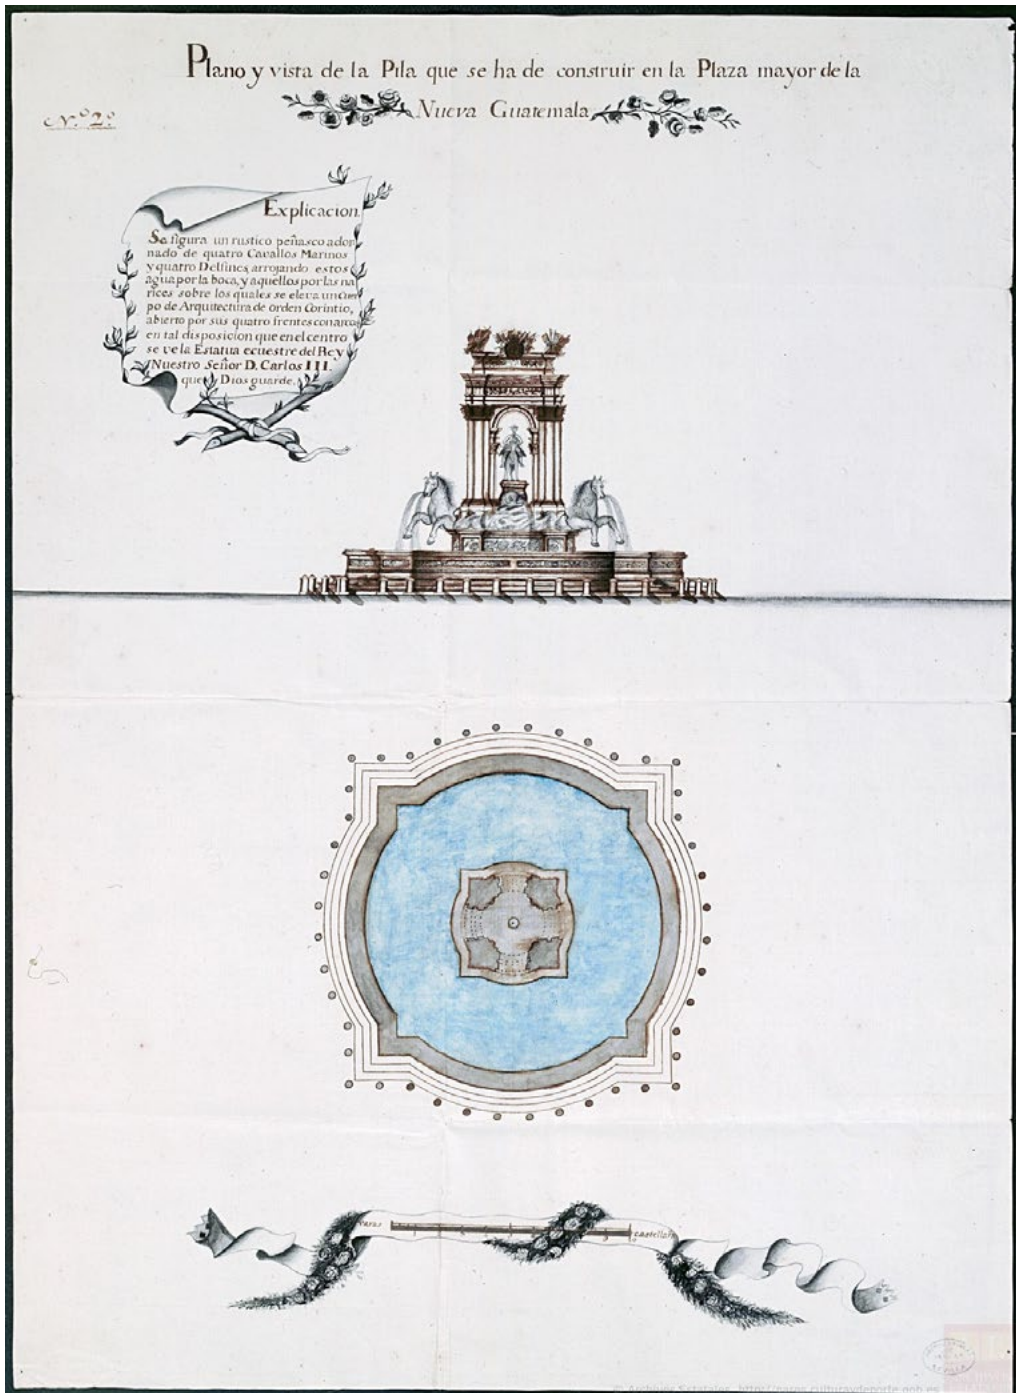 Plano y vista de la Pila que se ha de construir en la Plaza mayor de la
Nueva Guatemala
N.º 2º
Explicacion.
Se figura un rustico peñasco ador
nado de quatro Cavallos Marinos
y quatro Delfines, arrojando estos
agua por la boca, y aquellos por las na
rices sobre los quales se eleva un Cuer
po de Arquitectura de orden Corintio,
abierto por sus quatro frentes con arcos
en tal disposicion que en el centro
se ve la Estatua ecuestre del Rey
Nuestro Señor D. Carlos III.
que Dios guarde.
varas
castellanas